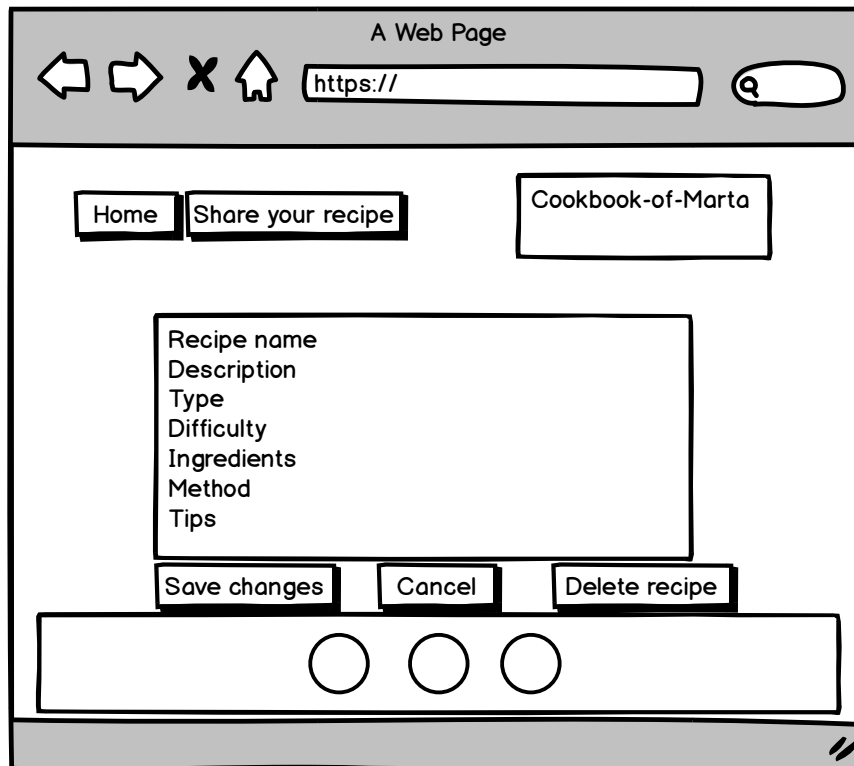 A Web Page
https://
Home
Share your recipe
Cookbook-of-Marta
Recipe name
Description
Type
Difficulty
Ingredients
Method
Tips
Save changes
Cancel
Delete recipe